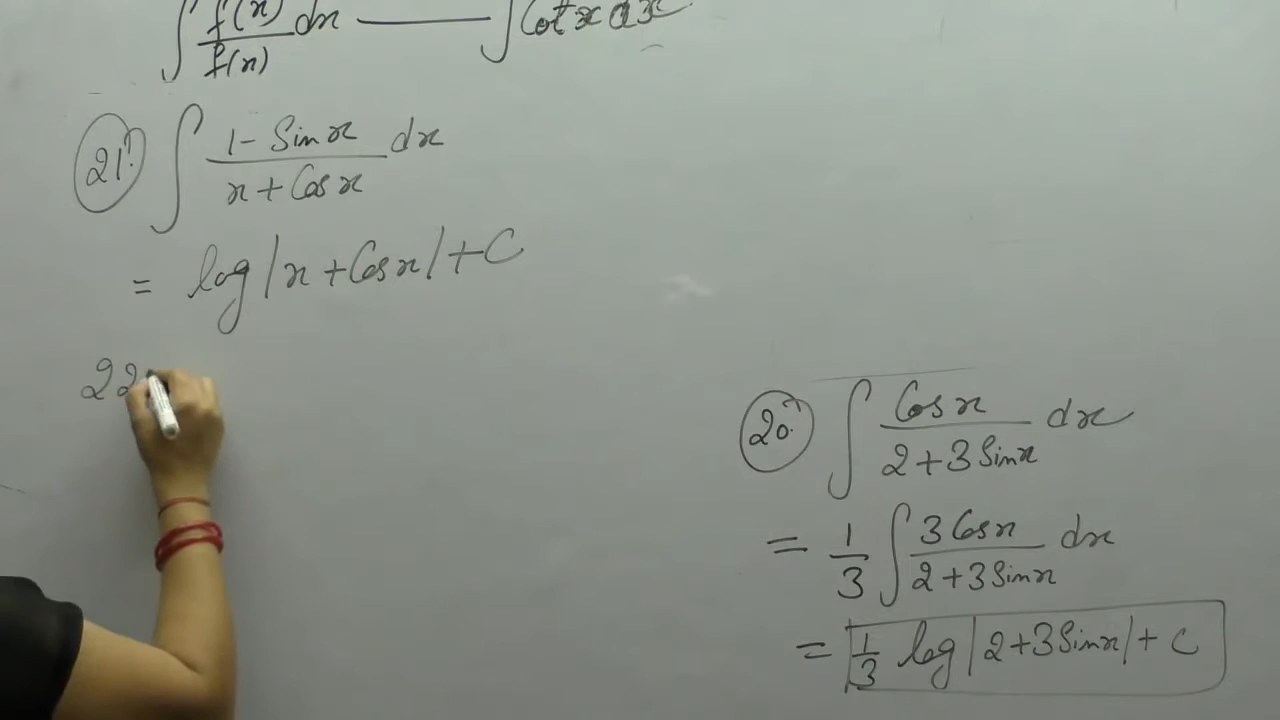 ∫ f'(x)/f(x) dx —— ∫ Cot x dx
21? ∫ (1 - Sin x)/(x + Cos x) dx
= log |x + Cos x| + C
22
20? ∫ Cos x/(2 + 3 Sin x) dx
= 1/3 ∫ 3 Cos x/(2 + 3 Sin x) dx
= 1/3 log |2 + 3 Sin x| + C